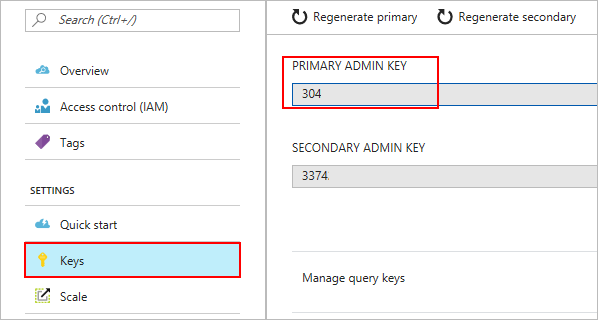 Search (Ctrl+/)
Overview
Access control (IAM)
Tags
SETTINGS
Quick start
Keys
Scale
Regenerate primary Regenerate secondary
PRIMARY ADMIN KEY
304
SECONDARY ADMIN KEY
3374.
Manage query keys